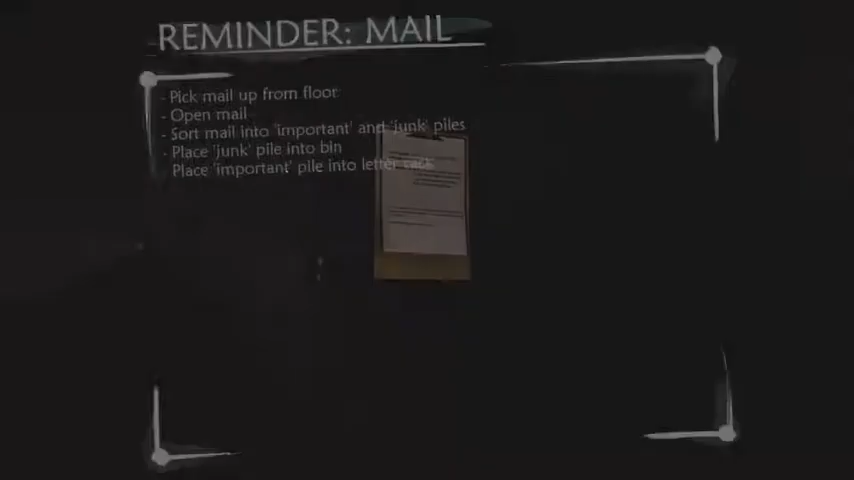 REMINDER: MAIL
- Pick mail up from floor
- Open mail
- Sort mail into 'important' and 'junk' piles
- Place 'junk' pile into bin
Place 'important' pile into letter rack